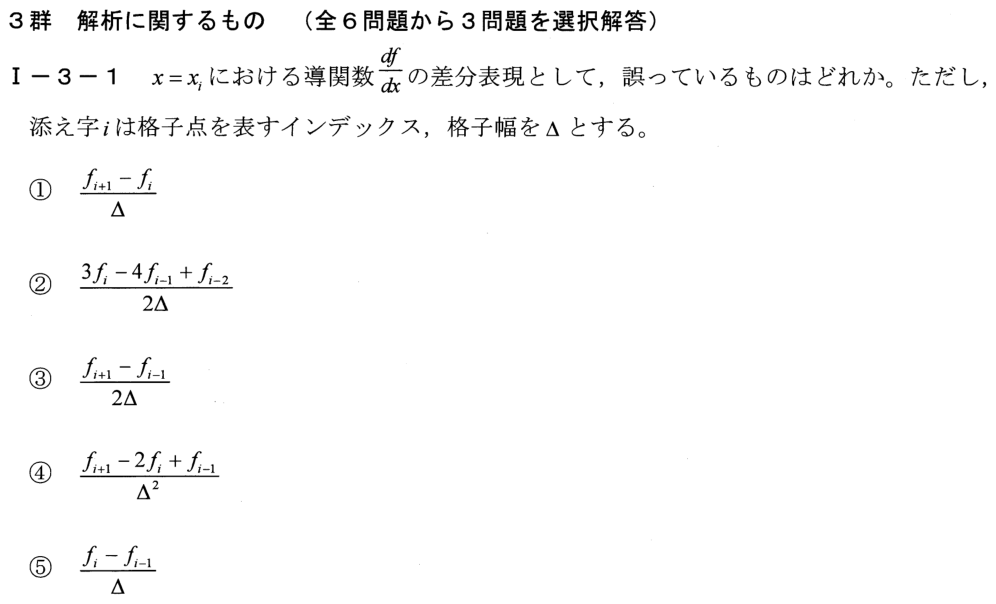 ３群　解析に関するもの　（全６問題から３問題を選択解答）
Ⅰ－３－１　x = x_i における導関数 df/dx の差分表現として，誤っているものはどれか。ただし，
添え字 i は格子点を表すインデックス，格子幅を Δ とする。
① (f_{i+1} − f_i) / Δ
② (3f_i − 4f_{i−1} + f_{i−2}) / 2Δ
③ (f_{i+1} − f_{i−1}) / 2Δ
④ (f_{i+1} − 2f_i + f_{i−1}) / Δ^2
⑤ (f_i − f_{i−1}) / Δ